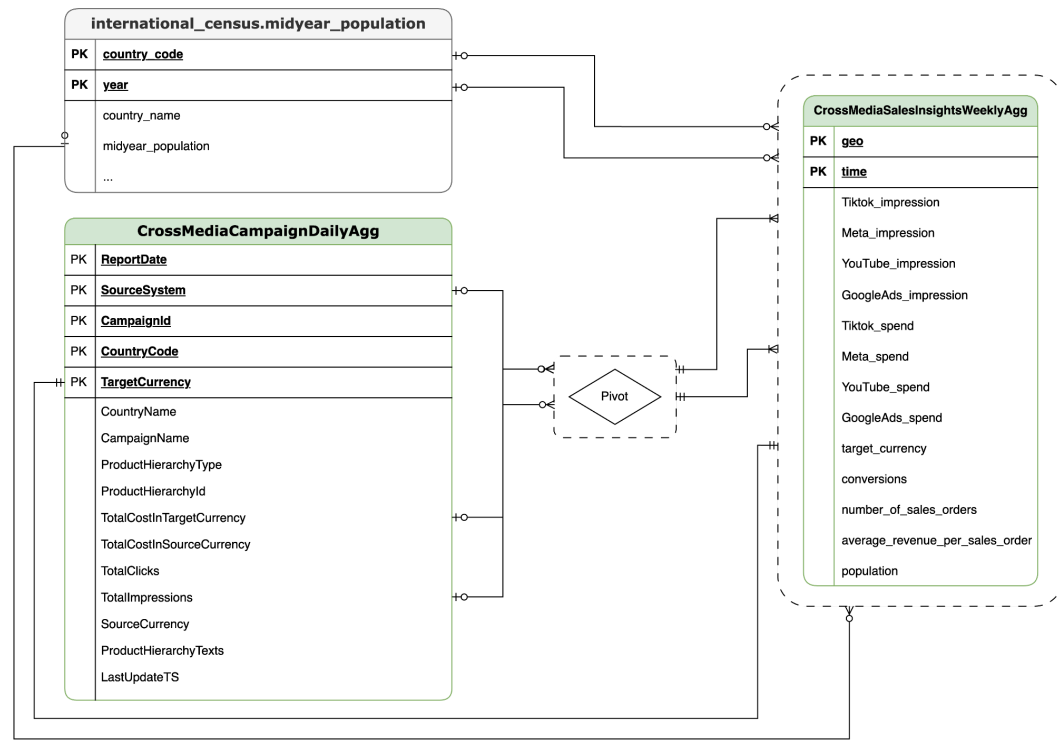 international_census.midyear_population
PK country_code
PK year
country_name
midyear_population
...
CrossMediaCampaignDailyAgg
PK ReportDate
PK SourceSystem
PK CampaignId
PK CountryCode
PK TargetCurrency
CountryName
CampaignName
ProductHierarchyType
ProductHierarchyId
TotalCostInTargetCurrency
TotalCostInSourceCurrency
TotalClicks
TotalImpressions
SourceCurrency
ProductHierarchyTexts
LastUpdateTS
Pivot
CrossMediaSalesInsightsWeeklyAgg
PK geo
PK time
Tiktok_impression
Meta_impression
YouTube_impression
GoogleAds_impression
Tiktok_spend
Meta_spend
YouTube_spend
GoogleAds_spend
target_currency
conversions
number_of_sales_orders
average_revenue_per_sales_order
population